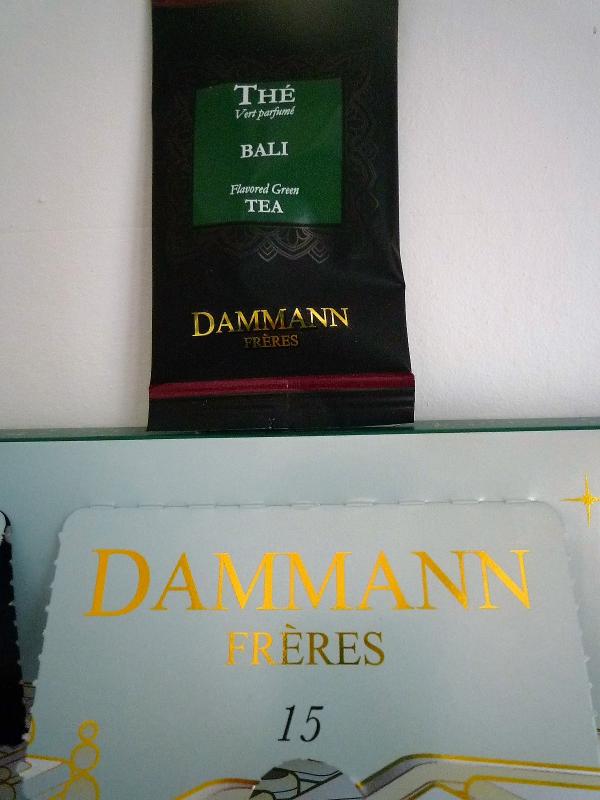 THÉ
Vert parfumé
BALI
Flavored Green
TEA
DAMMANN
FRÈRES
DAMMANN
FRÈRES
15